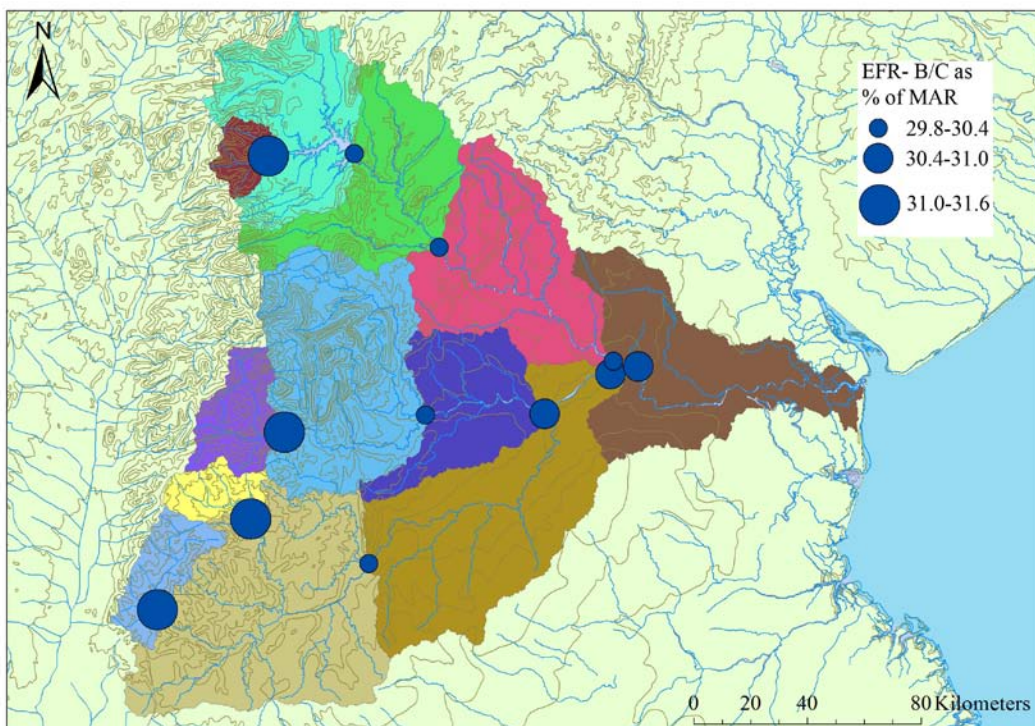 N
EFR- B/C as
% of MAR
29.8-30.4
30.4-31.0
31.0-31.6
0 20 40 80 Kilometers